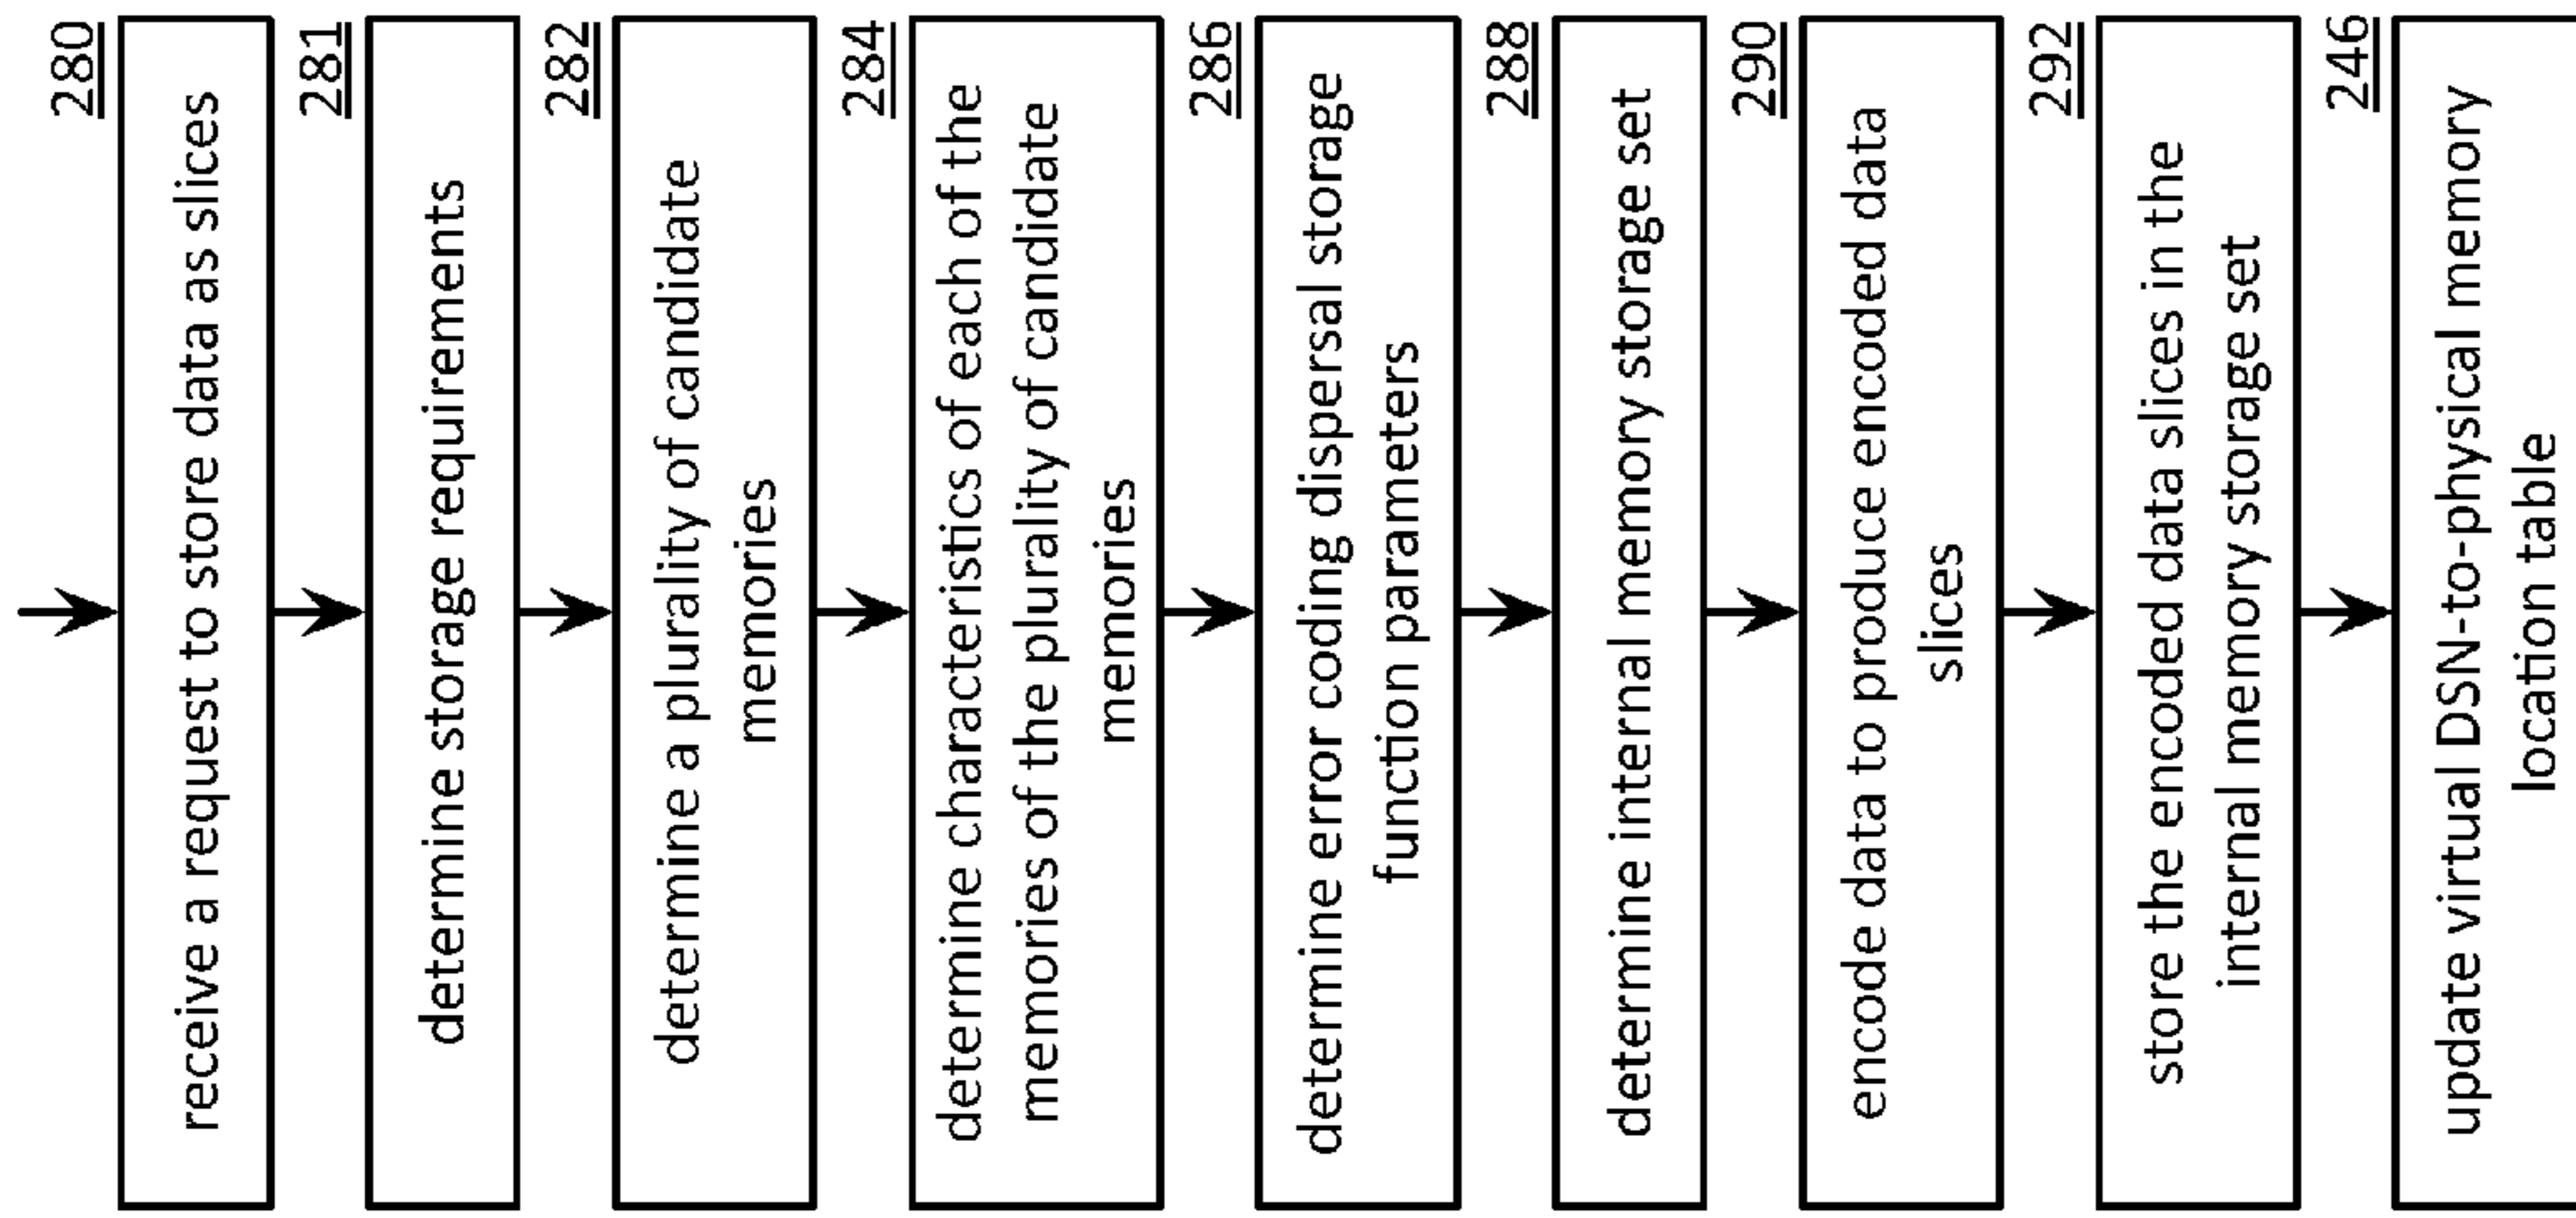 280
receive a request to store data as slices
281
determine storage requirements
282
determine a plurality of candidate
memories
284
determine characteristics of each of the
memories of the plurality of candidate
memories
286
determine error coding dispersal storage
function parameters
288
determine internal memory storage set
290
encode data to produce encoded data
slices
292
store the encoded data slices in the
internal memory storage set
246
update virtual DSN-to-physical memory
location table